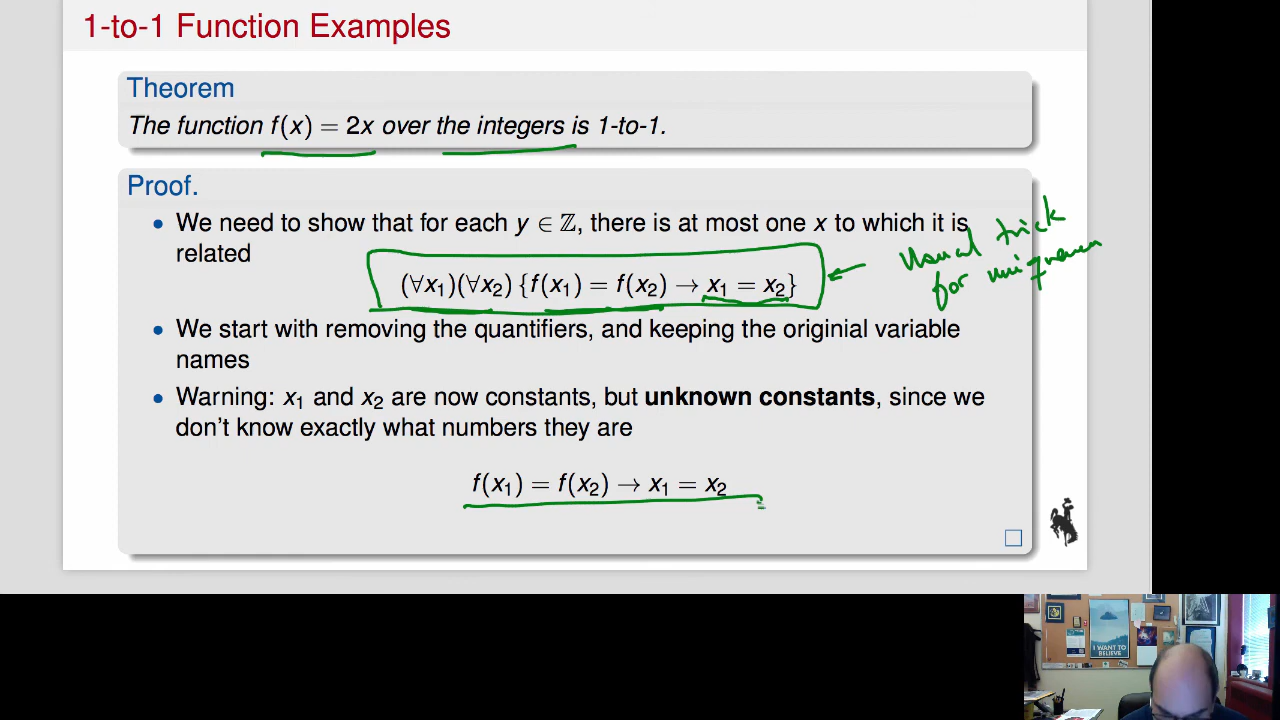 1-to-1 Function Examples
Theorem
The function f(x) = 2x over the integers is 1-to-1.
Proof.
• We need to show that for each y ∈ ℤ, there is at most one x to which it is
related
(∀x₁)(∀x₂) {f(x₁) = f(x₂) → x₁ = x₂}
usual trick
for uniqueness
• We start with removing the quantifiers, and keeping the originial variable
names
• Warning: x₁ and x₂ are now constants, but unknown constants, since we
don't know exactly what numbers they are
f(x₁) = f(x₂) → x₁ = x₂
I WANT TO
BELIEVE